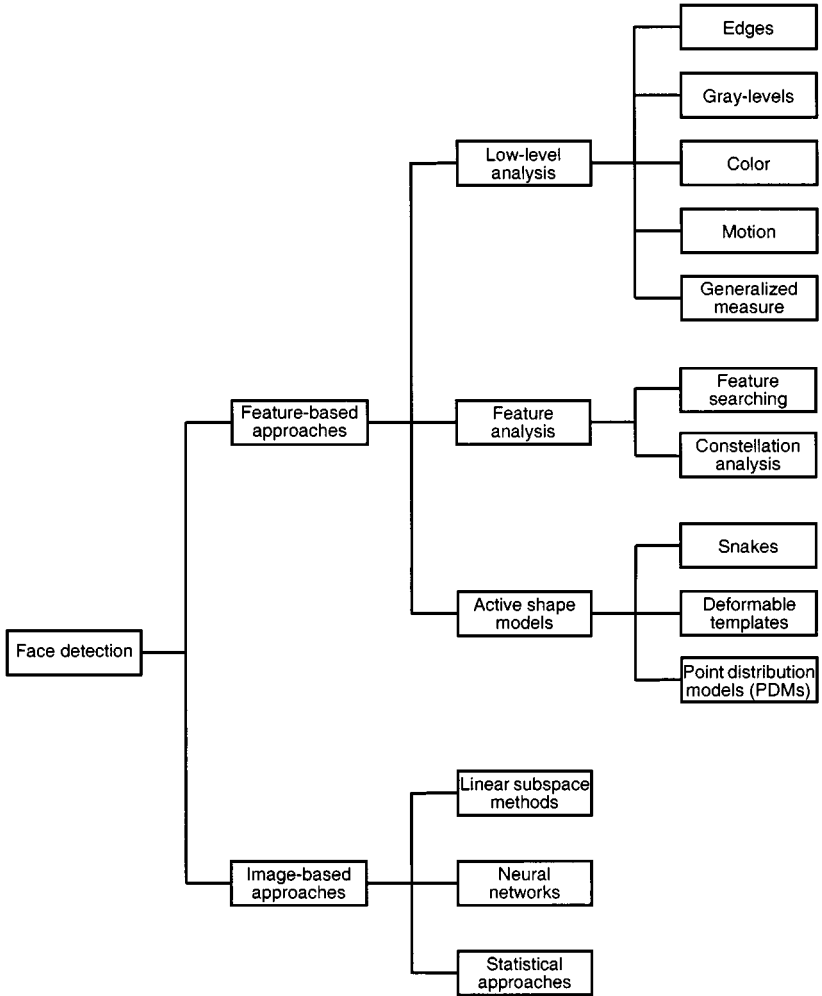 Edges
Gray-levels
Low-level
analysis
Color
Motion
Generalized
measure
Feature-based
approaches
Feature
analysis
Feature
searching
Constellation
analysis
Snakes
Active shape
models
Deformable
templates
Face detection
Point distribution
models (PDMs)
Linear subspace
methods
Image-based
approaches
Neural
networks
Statistical
approaches